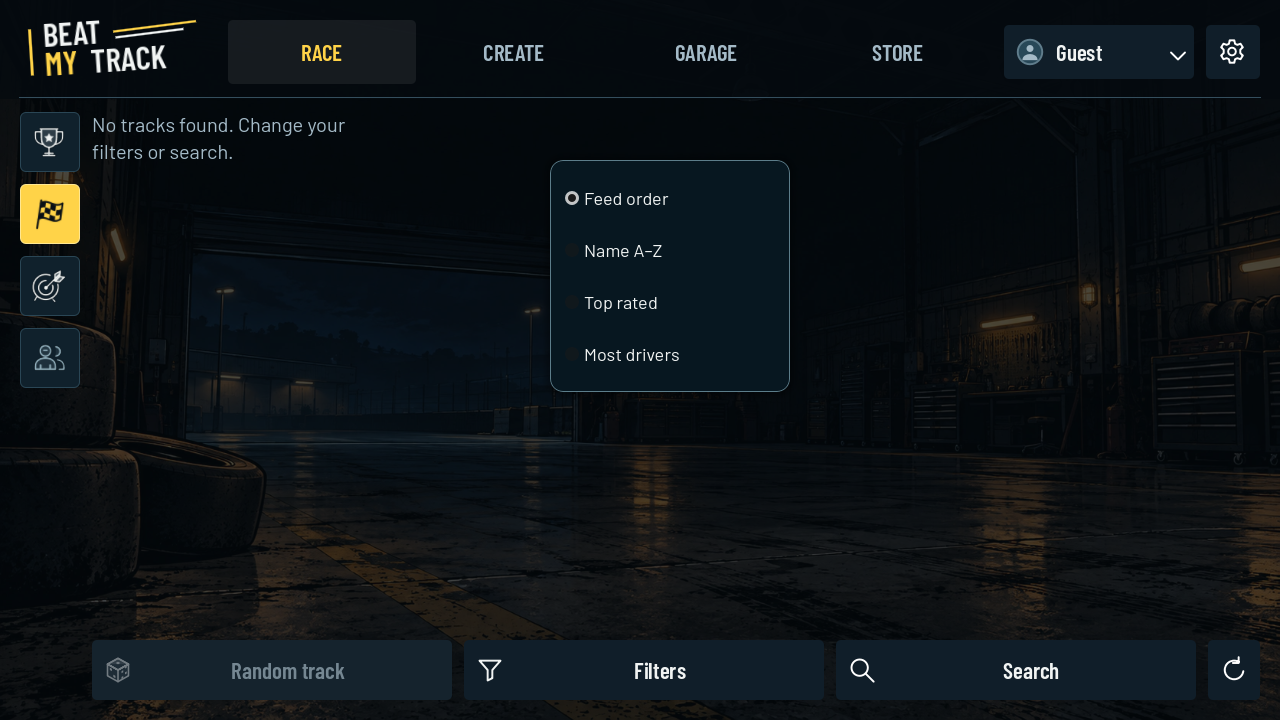 BEAT
MY TRACK
RACE
CREATE
GARAGE
STORE
Guest
No tracks found. Change your
filters or search.
Feed order
Name A–Z
Top rated
Most drivers
Random track
Filters
Search